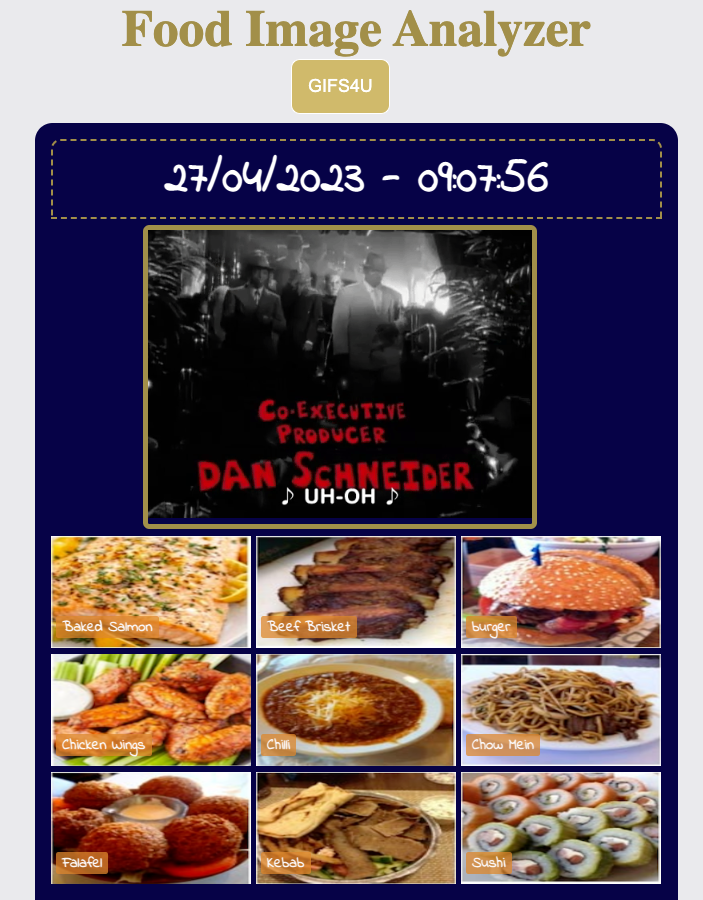 Food Image Analyzer
GIFS4U
27/04/2023 - 09:07:56
CO-EXECUTIVE
PRODUCER
DAN SCHNEIDER
♪ UH-OH ♪
Baked Salmon
Beef Brisket
burger
Chicken Wings
Chilli
Chow Mein
Falafel
Kebab
Sushi